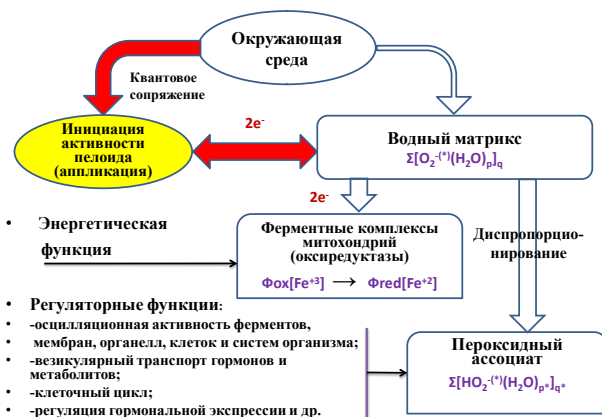 Окружающая
среда
Квантовое
сопряжение
Инициация
активности
пелоида
(аппликация)
2e⁻
Водный матрикс
Σ[O₂⁻⁽*⁾(H₂O)ₚ]q
2e⁻
• Энергетическая
функция
Ферментные комплексы
митохондрий
(оксиредуктазы)
Фox[Fe⁺³] → Фred[Fe⁺²]
Диспропорцио-
нирование
• Регуляторные функции:
• -осцилляционная активность ферментов,
• мембран, органелл, клеток и систем организма;
• -везикулярный транспорт гормонов и
метаболитов;
• -клеточный цикл;
• -регуляция гормональной экспрессии и др.
Пероксидный
ассоциат
Σ[HO₂⁻⁽*⁾(H₂O)ₚ*]q*